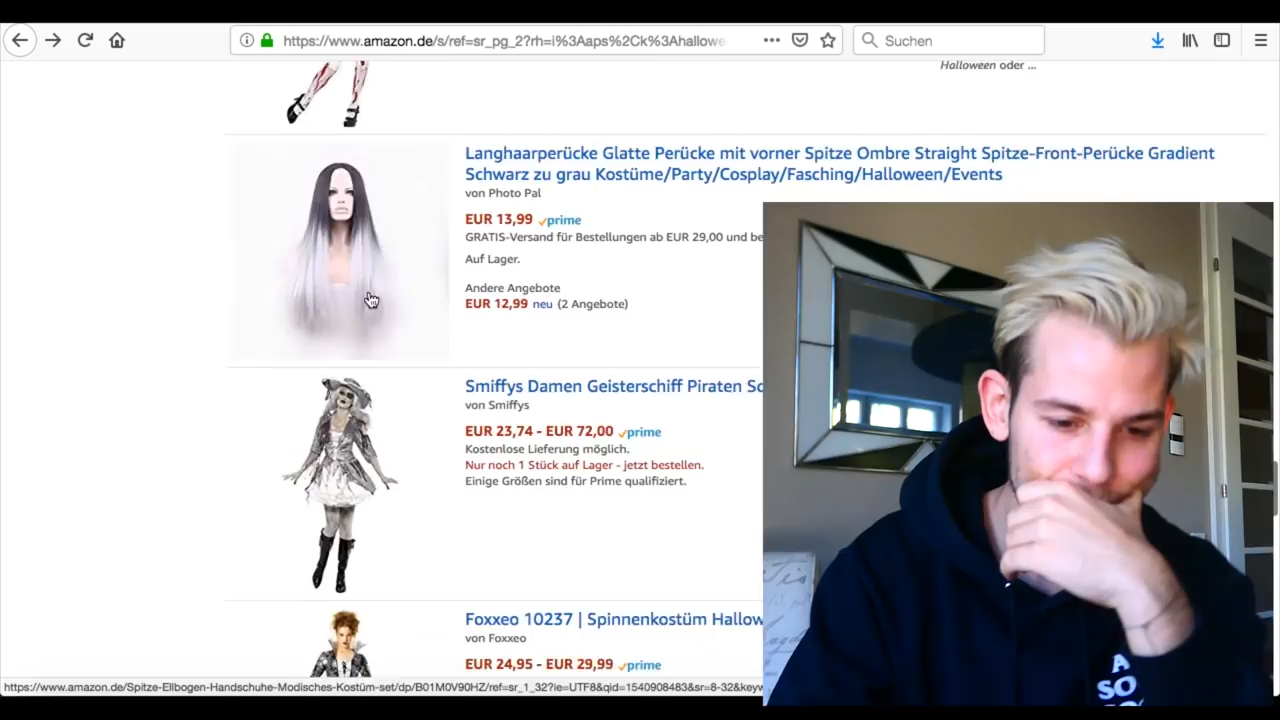 https://www.amazon.de/s/ref=sr_pg_2?rh=i%3Aaps%2Ck%3Ahallowe
Suchen
Halloween oder ...
Langhaarperücke Glatte Perücke mit vorner Spitze Ombre Straight Spitze-Front-Perücke Gradient
Schwarz zu grau Kostüme/Party/Cosplay/Fasching/Halloween/Events
von Photo Pal
EUR 13,99 prime
GRATIS-Versand für Bestellungen ab EUR 29,00 und be
Auf Lager.
Andere Angebote
EUR 12,99 neu (2 Angebote)
Smiffys Damen Geisterschiff Piraten Sc
von Smiffys
EUR 23,74 - EUR 72,00 prime
Kostenlose Lieferung möglich.
Nur noch 1 Stück auf Lager - jetzt bestellen.
Einige Größen sind für Prime qualifiziert.
Foxxeo 10237 | Spinnenkostüm Hallow
von Foxxeo
EUR 24,95 - EUR 29,99 prime
https://www.amazon.de/Spitze-Ellbogen-Handschuhe-Modisches-Kostüm-set/dp/B01M0V90HZ/ref=sr_1_32?ie=UTF8&qid=1540908483&sr=8-32&keyw
A
SO